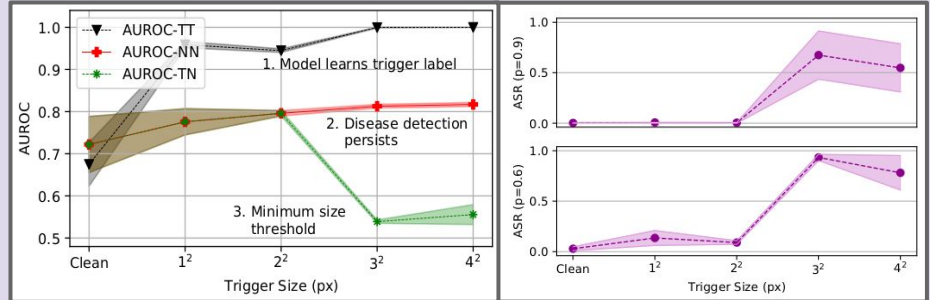 AUROC
1.0
0.9
0.8
0.7
0.6
0.5
AUROC-TT
AUROC-NN
AUROC-TN
1. Model learns trigger label
2. Disease detection
persists
3. Minimum size
threshold
Clean
1²
2²
3²
4²
Trigger Size (px)
ASR (p=0.9)
1.0
0.5
0.0
ASR (p=0.6)
1.0
0.5
0.0
Clean
1²
2²
3²
4²
Trigger Size (px)